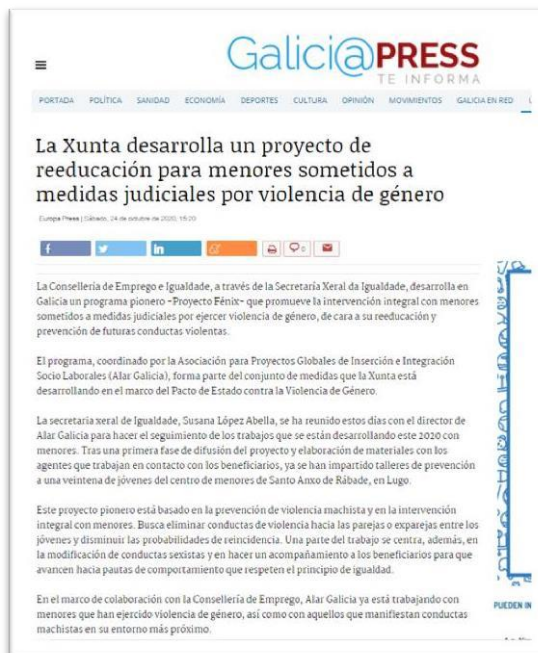 Galici@PRESS
TE INFORMA
PORTADA POLÍTICA SANIDAD ECONOMÍA DEPORTES CULTURA OPINIÓN MOVIMIENTOS GALICIA EN RED
La Xunta desarrolla un proyecto de
reeducación para menores sometidos a
medidas judiciales por violencia de género
Europa Press | Sábado, 24 de octubre de 2020, 15:20
La Consellería de Emprego e Igualdade, a través de la Secretaría Xeral da Igualdade, desarrolla en
Galicia un programa pionero -Proyecto Fénix- que promueve la intervención integral con menores
sometidos a medidas judiciales por ejercer violencia de género, de cara a su reeducación y
prevención de futuras conductas violentas.
El programa, coordinado por la Asociación para Proyectos Globales de Inserción e Integración
Socio Laborales (Alar Galicia), forma parte del conjunto de medidas que la Xunta está
desarrollando en el marco del Pacto de Estado contra la Violencia de Género.
La secretaria xeral de Igualdade, Susana López Abella, se ha reunido estos días con el director de
Alar Galicia para hacer el seguimiento de los trabajos que se están desarrollando este 2020 con
menores. Tras una primera fase de difusión del proyecto y elaboración de materiales con los
agentes que trabajan en contacto con los beneficiarios, ya se han impartido talleres de prevención
a una veintena de jóvenes del centro de menores de Santo Anxo de Rábade, en Lugo.
Este proyecto pionero está basado en la prevención de violencia machista y en la intervención
integral con menores. Busca eliminar conductas de violencia hacia las parejas o exparejas entre los
jóvenes y disminuir las probabilidades de reincidencia. Una parte del trabajo se centra, además, en
la modificación de conductas sexistas y en hacer un acompañamiento a los beneficiarios para que
avancen hacia pautas de comportamiento que respeten el principio de igualdad.
En el marco de colaboración con la Consellería de Emprego, Alar Galicia ya está trabajando con
menores que han ejercido violencia de género, así como con aquellos que manifiestan conductas
machistas en su entorno más próximo.
PUEDEN IN